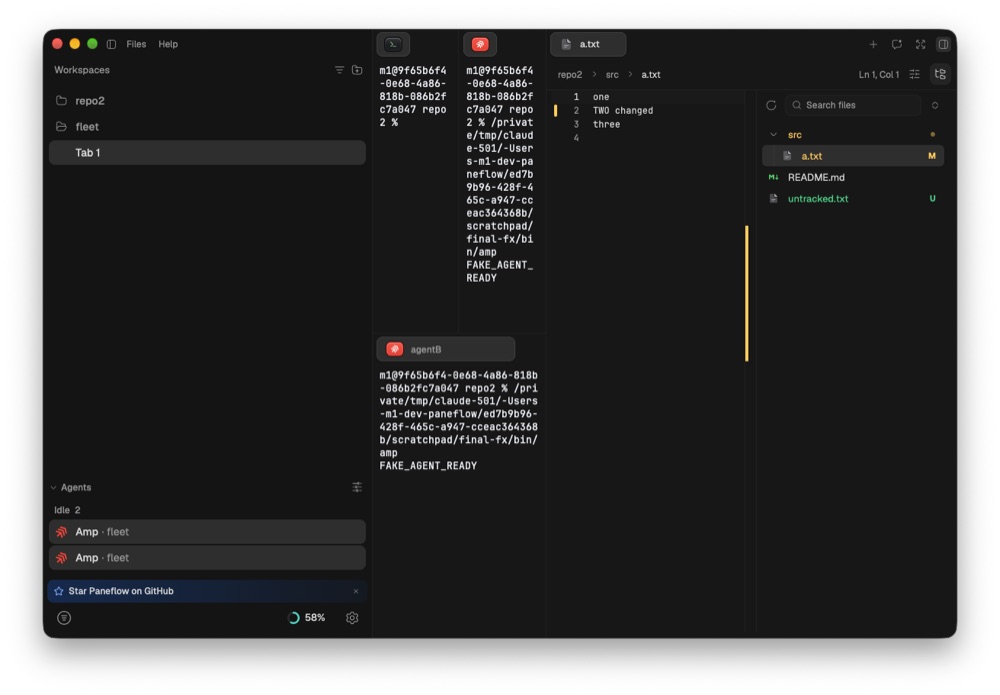 Files Help
Workspaces
repo2
fleet
Tab 1
Agents
Idle 2
Amp · fleet
Amp · fleet
Star Paneflow on GitHub
58%
m1@9f65b6f4
-0e68-4a86-
818b-086b2f
c7a047 repo
2 %
m1@9f65b6f4
-0e68-4a86-
818b-086b2f
c7a047 repo
2 % /privat
e/tmp/claud
e-501/-User
s-m1-dev-pa
neflow/ed7b
9b96-428f-4
65c-a947-cc
eac364368b/
scratchpad/
final-fx/bi
n/amp
FAKE_AGENT_
READY
agentB
m1@9f65b6f4-0e68-4a86-818b
-086b2fc7a047 repo2 % /pri
vate/tmp/claude-501/-Users
-m1-dev-paneflow/ed7b9b96-
428f-465c-a947-cceac364368
b/scratchpad/final-fx/bin/
amp
FAKE_AGENT_READY
a.txt
repo2 > src > a.txt
Ln 1, Col 1
1 one
2 TWO changed
3 three
4
Search files
src
a.txt M
M↓ README.md
untracked.txt U